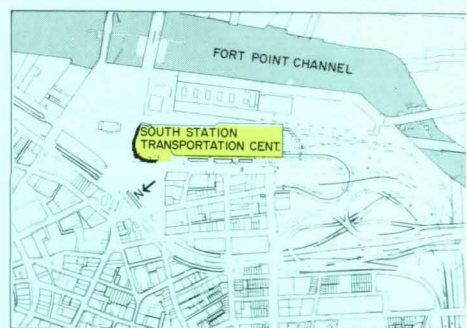 FORT POINT CHANNEL
SOUTH STATION
TRANSPORTATION CENT.
N